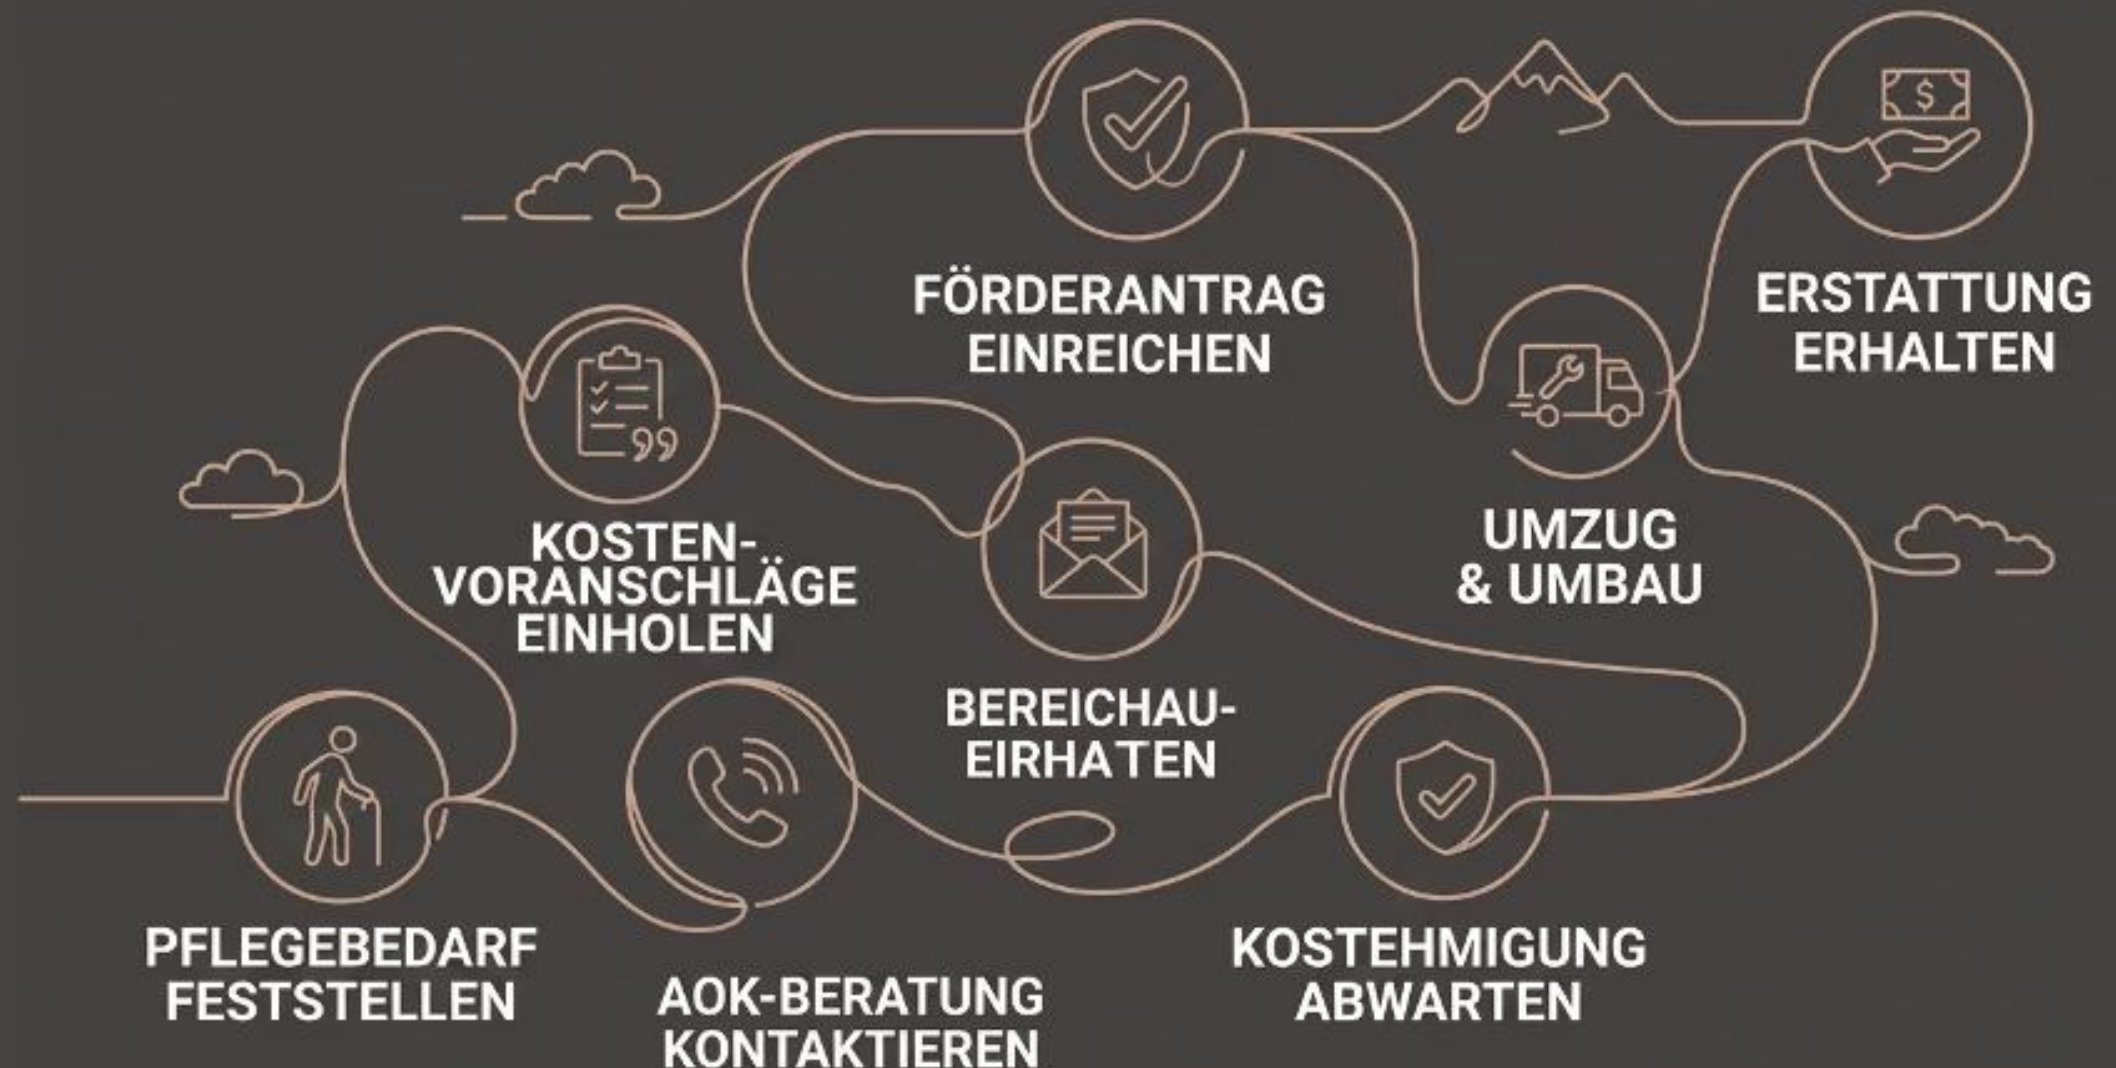 FÖRDERANTRAG
EINREICHEN
ERSTATTUNG
ERHALTEN
KOSTEN-
VORANSCHLÄGE
EINHOLEN
UMZUG
& UMBAU
BEREICHAU-
EIRHATEN
PFLEGEBEDARF
FESTSTELLEN
AOK-BERATUNG
KONTAKTIEREN
KOSTEHMIGUNG
ABWARTEN
$